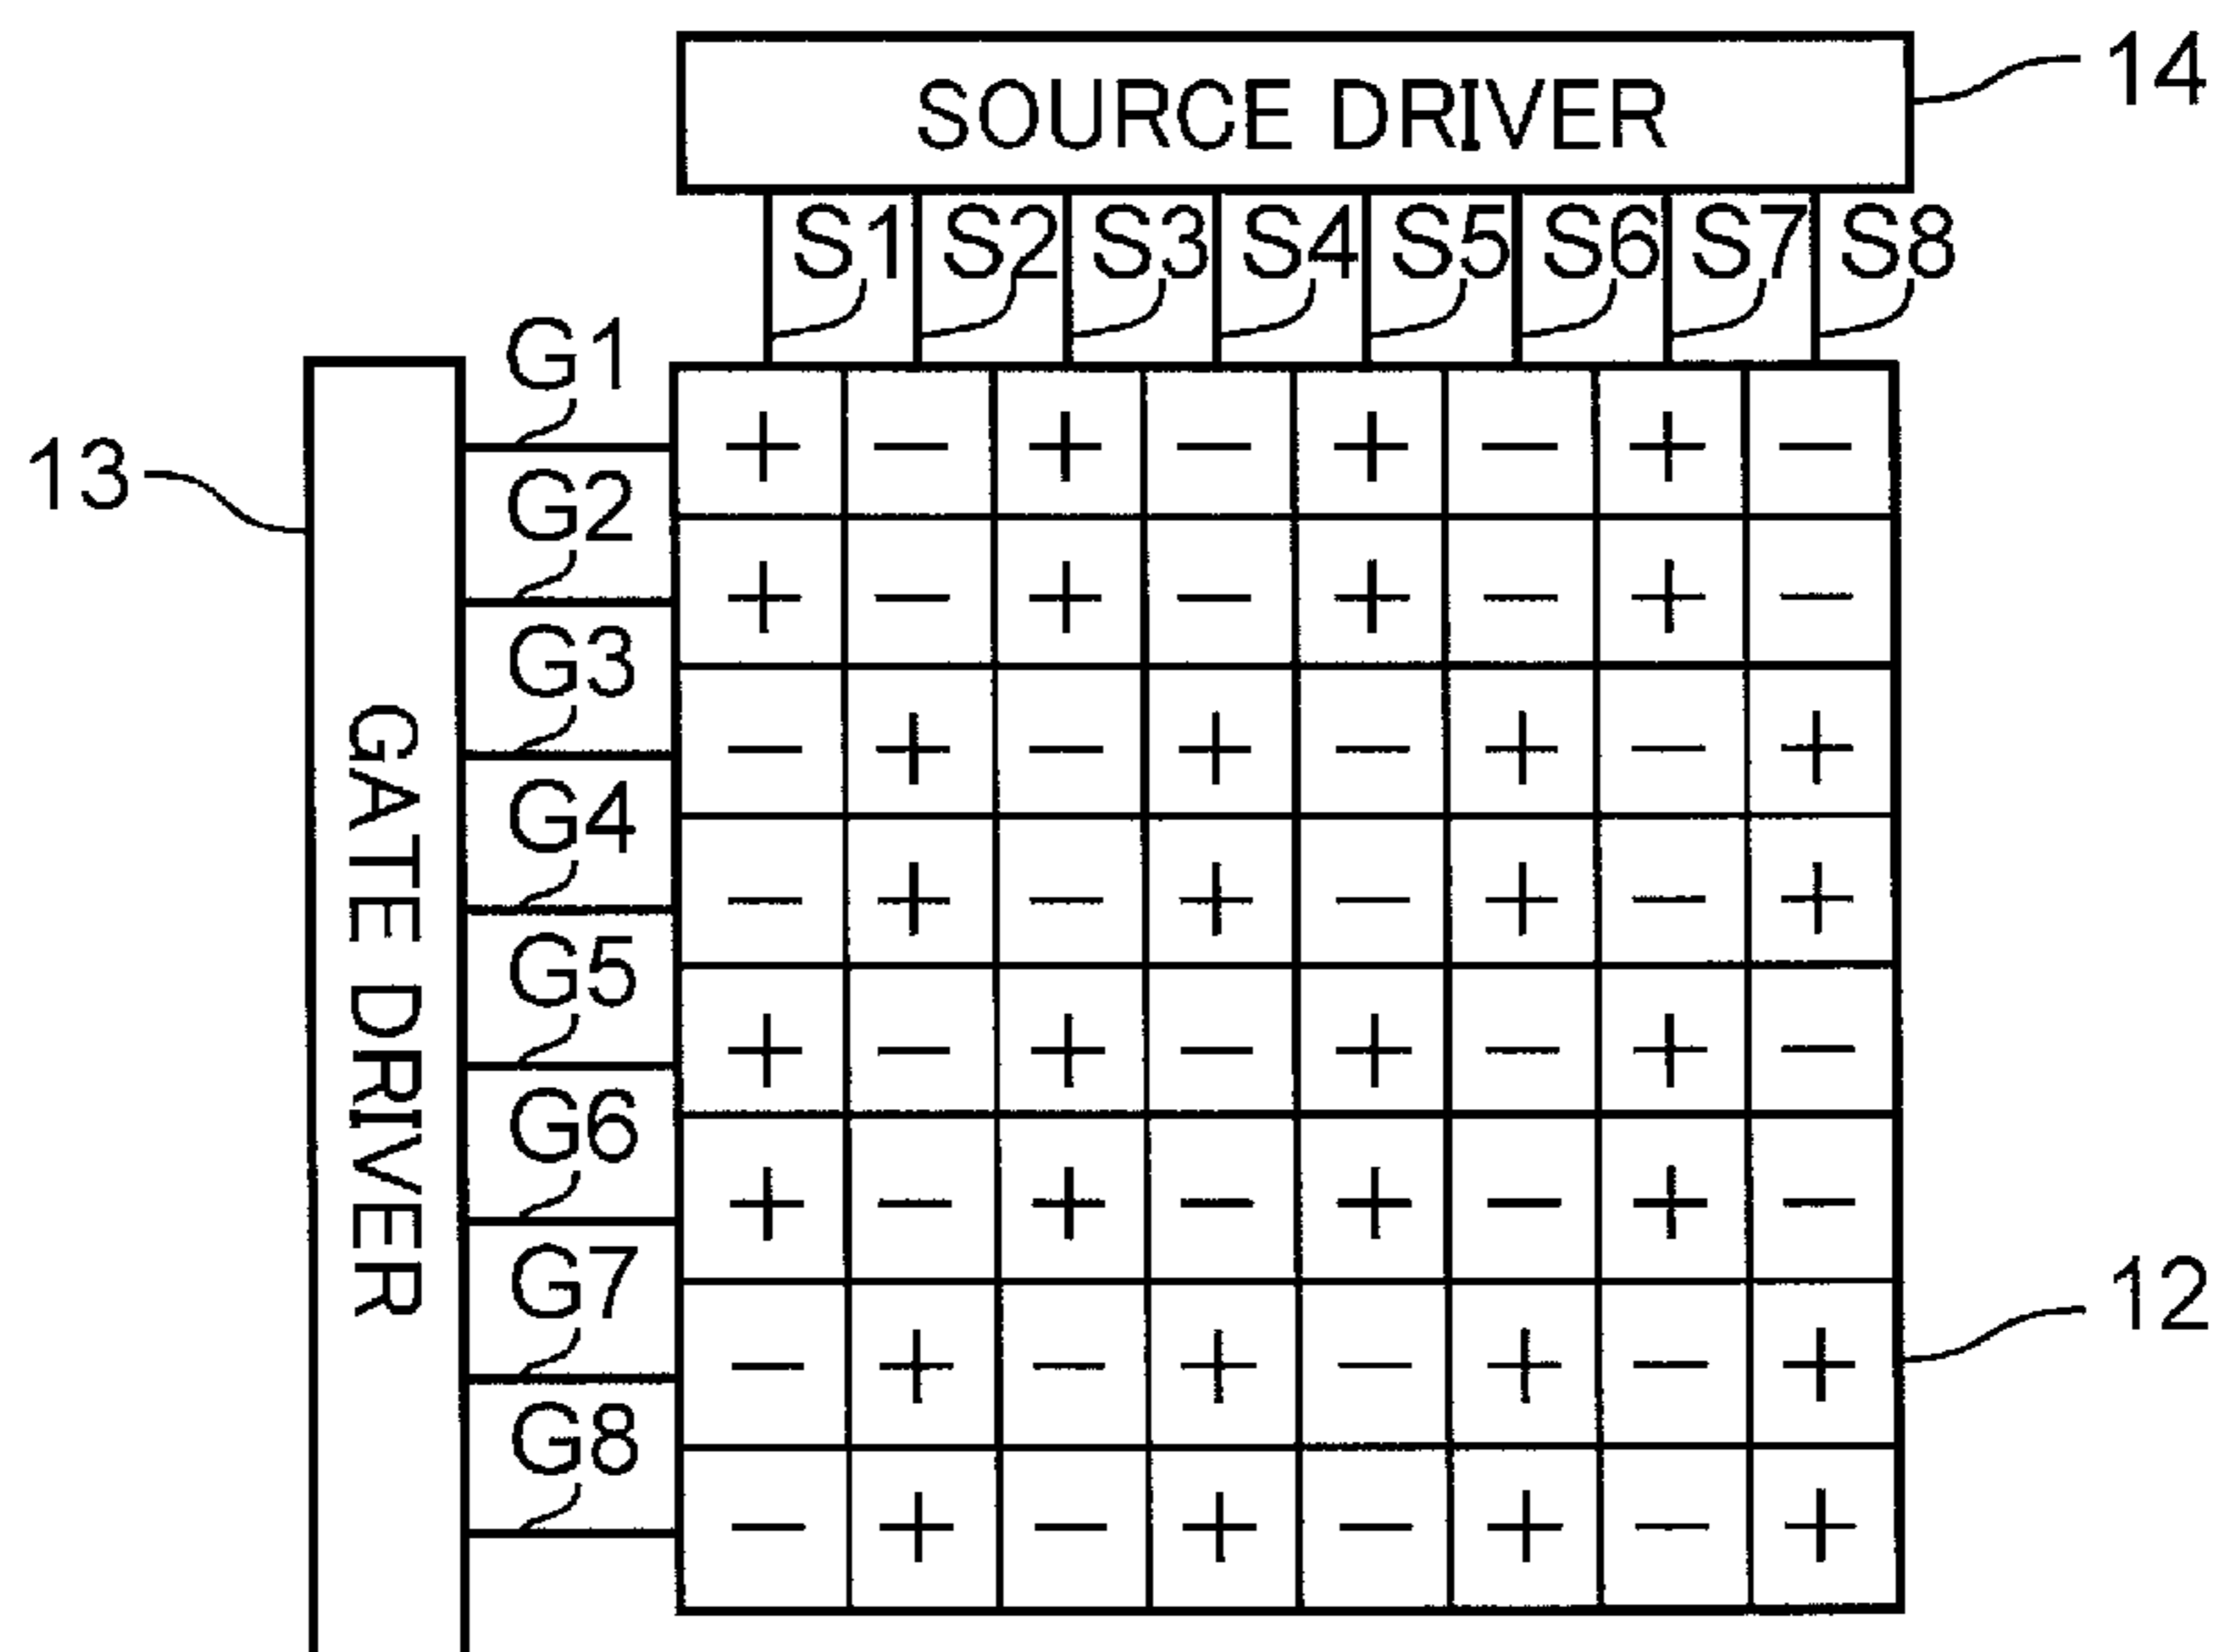 SOURCE DRIVER
14
S1 S2 S3 S4 S5 S6 S7 S8
G1
13
G2
G3
G4
G5
G6
G7
G8
GATE DRIVER
+ − + − + − + −
+ − + − + − + −
− + − + − + − +
− + − + − + − +
+ − + − + − + −
+ − + − + − + −
− + − + − + − +
− + − + − + − +
12